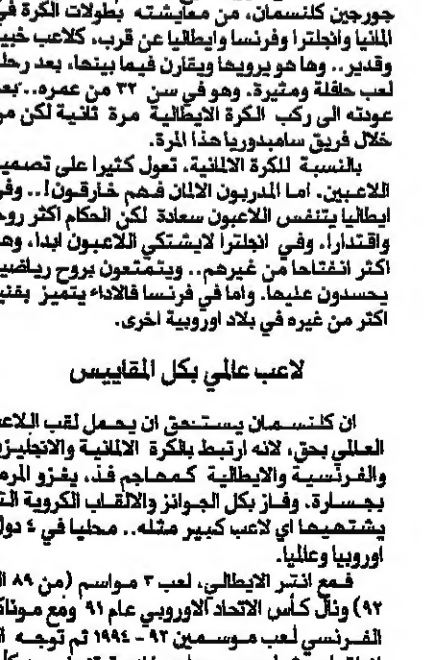 جورجين كلنسمان، من معايشته بطولات الكرة في
المانيا وانجلترا وفرنسا وايطاليا عن قرب، كلاعب خبير
وقدير.. وها هو يرويها ويقارن فيما بينها، بعد رحلة
لعب حافلة ومثيرة. وهو في سن ٣٢ من عمره.. بعد
عودته الى ركب الكرة الايطالية مرة ثانية لكن من
خلال فريق سامبدوريا هذا المرة.
بالنسبة للكرة الالمانية، تعول كثيرا على تصميم
اللاعبين. اما المدربون الالمان فهم خارقون!.. وفي
ايطاليا يتنفس اللاعبون سعادة لكن الحكام اكثر روح
واقتدارا. وفي انجلترا لايشتكي اللاعبون ابدا، وهم
اكثر انفتاحا من غيرهم.. ويتمتعون بروح رياضية
يحسدون عليها. واما في فرنسا فالاداء يتميز بفنية
اكثر من غيره في بلاد اوروبية اخرى.
لاعب عالمي بكل المقاييس
ان كلنسمان يستحق ان يحمل لقب اللاعب
العالمي بحق، لانه ارتبط بالكرة الالمانية والانجليزية
والفرنسية والايطالية كمهاجم فذ، يغزو المرمى
بجسارة. وفاز بكل الجوائز والالقاب الكروية التي
يشتهيها اي لاعب كبير مثله.. محليا في ٤ دول
اوروبيا وعالميا.
فمع انتر الايطالي، لعب ٣ مواسم (من ٨٩ الى
٩٢) ونال كأس الاتحاد الاوروبي عام ٩١ ومع موناكو
الفرنسي لعب موسمين ٩٢ - ١٩٩٤ ثم توجه